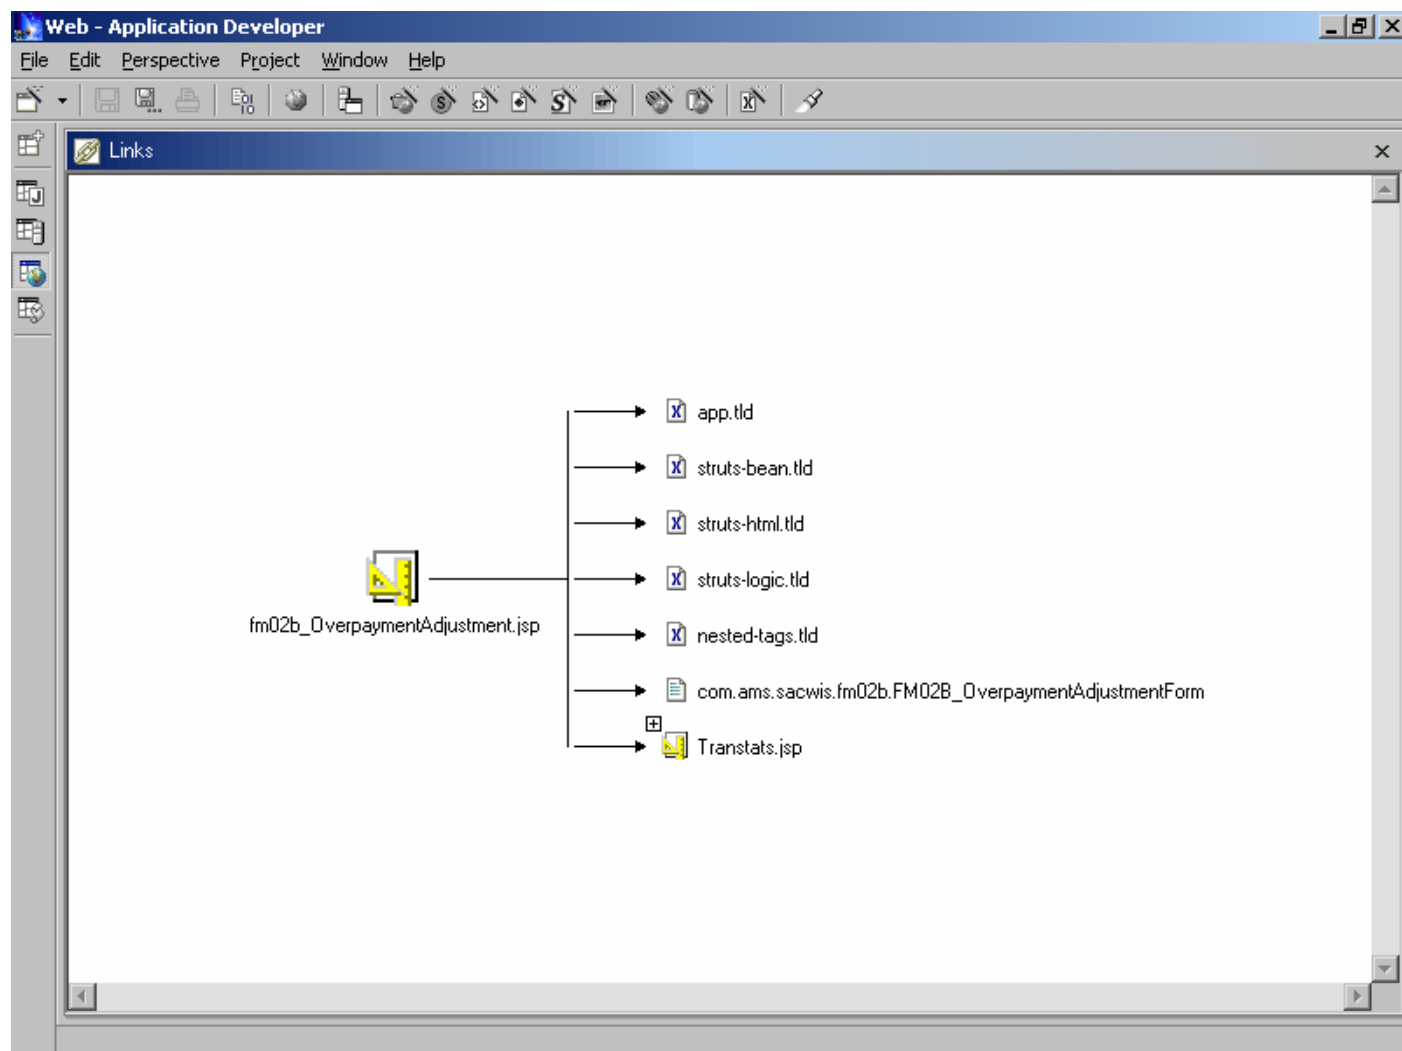 Web - Application Developer
File Edit Perspective Project Window Help
Links
app.tld
struts-bean.tld
struts-html.tld
struts-logic.tld
fm02b_OverpaymentAdjustment.jsp
nested-tags.tld
com.ams.sacwis.fm02b.FM02B_OverpaymentAdjustmentForm
Transtats.jsp